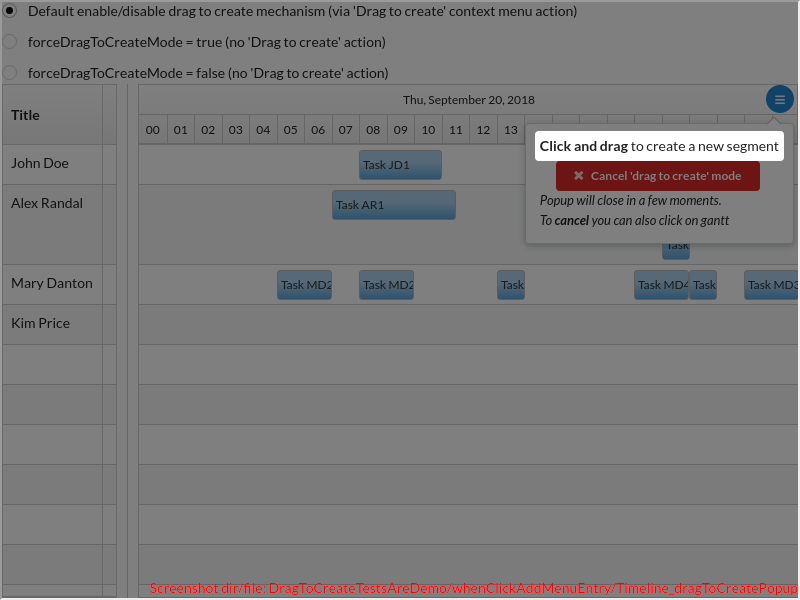 Default enable/disable drag to create mechanism (via 'Drag to create' context menu action)
forceDragToCreateMode = true (no 'Drag to create' action)
forceDragToCreateMode = false (no 'Drag to create' action)
Title
Thu, September 20, 2018
00 01 02 03 04 05 06 07 08 09 10 11 12 13
Click and drag to create a new segment
Cancel 'drag to create' mode
Popup will close in a few moments.
To cancel you can also click on gantt
John Doe
Task JD1
Alex Randal
Task AR1
Task
Mary Danton
Task MD2 Task MD2 Task Task MD4 Task Task MD3
Kim Price
Screenshot dir/file: DragToCreateTestsAreDemo/whenClickAddMenuEntry/Timeline_dragToCreatePopup